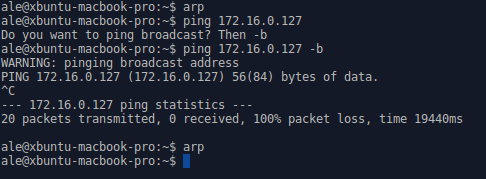 ale@xbuntu-macbook-pro:~$ arp
ale@xbuntu-macbook-pro:~$ ping 172.16.0.127
Do you want to ping broadcast? Then -b
ale@xbuntu-macbook-pro:~$ ping 172.16.0.127 -b
WARNING: pinging broadcast address
PING 172.16.0.127 (172.16.0.127) 56(84) bytes of data.
^C
--- 172.16.0.127 ping statistics ---
20 packets transmitted, 0 received, 100% packet loss, time 19440ms
ale@xbuntu-macbook-pro:~$ arp
ale@xbuntu-macbook-pro:~$